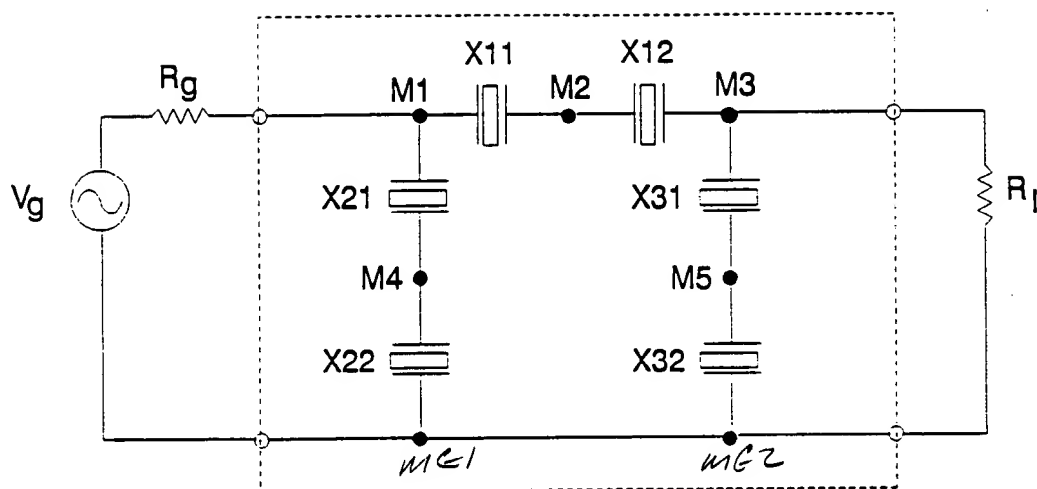 X11 X12
Rg M1 M2 M3
Vg X21 X31 Rl
M4 M5
X22 X32
MG1 MG2